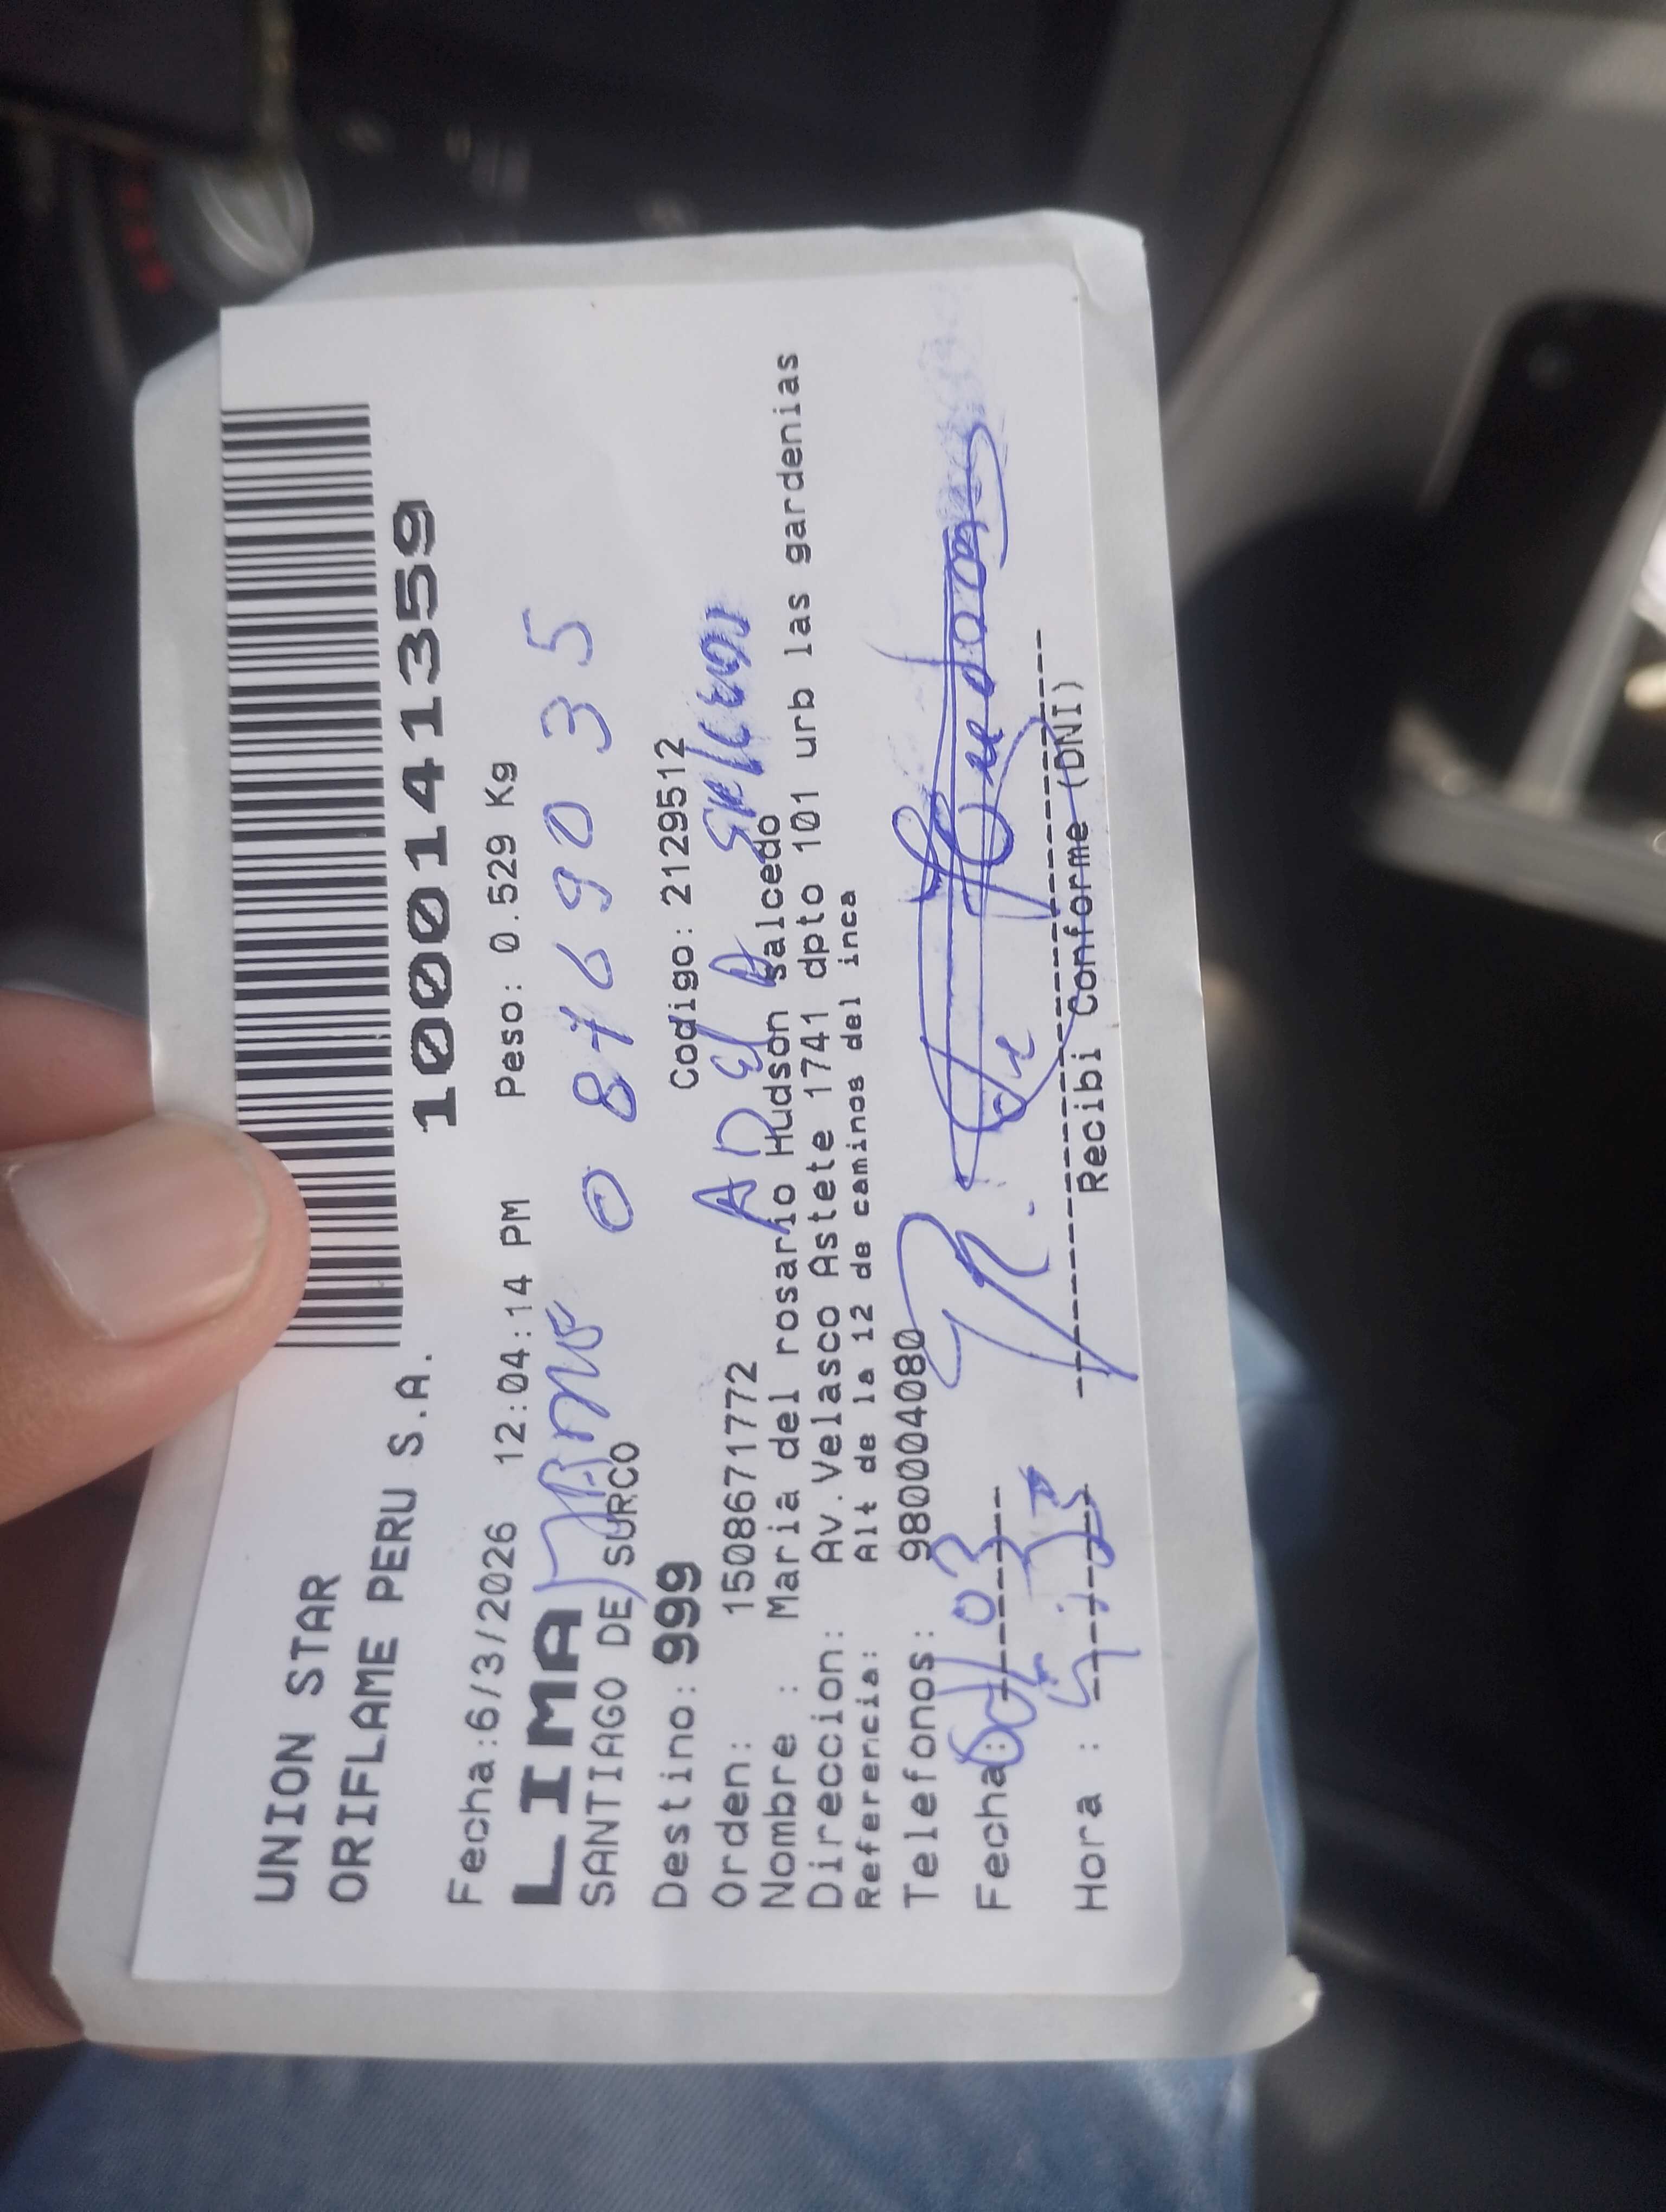 UNION STAR
ORIFLAME PERU S.A.
1000141359
Fecha:6/3/2026 12:04:14 PM Peso: 0.529 Kg
LIMA
SANTIAGO DE SURCO
08769035
Destino: 999 Codigo: 2129512
Orden: 1508671772
Nombre : Maria del rosario Hudson Salcedo
Direccion: Av.Velasco Astete 1741 dpto 101 urb las gardenias
Referencia: Alt de la 12 de caminos del inca
Telefonos: 980004080
Fecha: /03
Hora :
Recibi Conforme (DNI)